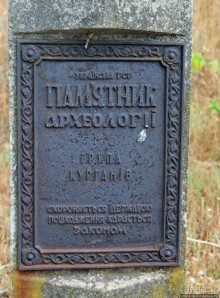 УКРАЇНСЬКА РСР
ПАМ'ЯТНИК
АРХЕОЛОГІЇ
ГРУПА
КУРГАНІВ
ОХОРОНЯЄТЬСЯ ДЕРЖАВОЮ
ПОШКОДЖЕННЯ КАРАЄТЬСЯ
ЗАКОНОМ